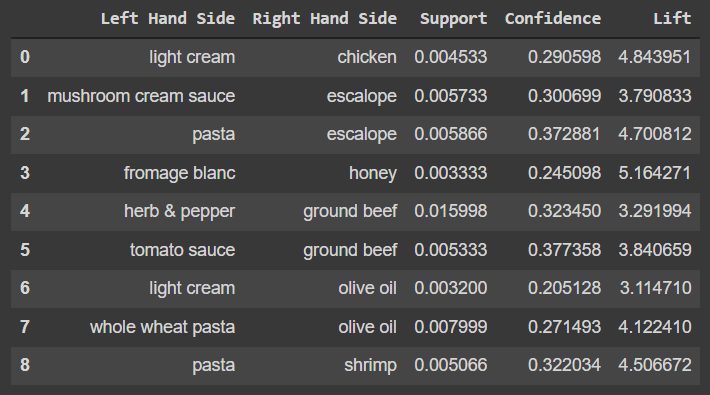 Left Hand Side Right Hand Side Support Confidence Lift
0 light cream chicken 0.004533 0.290598 4.843951
1 mushroom cream sauce escalope 0.005733 0.300699 3.790833
2 pasta escalope 0.005866 0.372881 4.700812
3 fromage blanc honey 0.003333 0.245098 5.164271
4 herb & pepper ground beef 0.015998 0.323450 3.291994
5 tomato sauce ground beef 0.005333 0.377358 3.840659
6 light cream olive oil 0.003200 0.205128 3.114710
7 whole wheat pasta olive oil 0.007999 0.271493 4.122410
8 pasta shrimp 0.005066 0.322034 4.506672